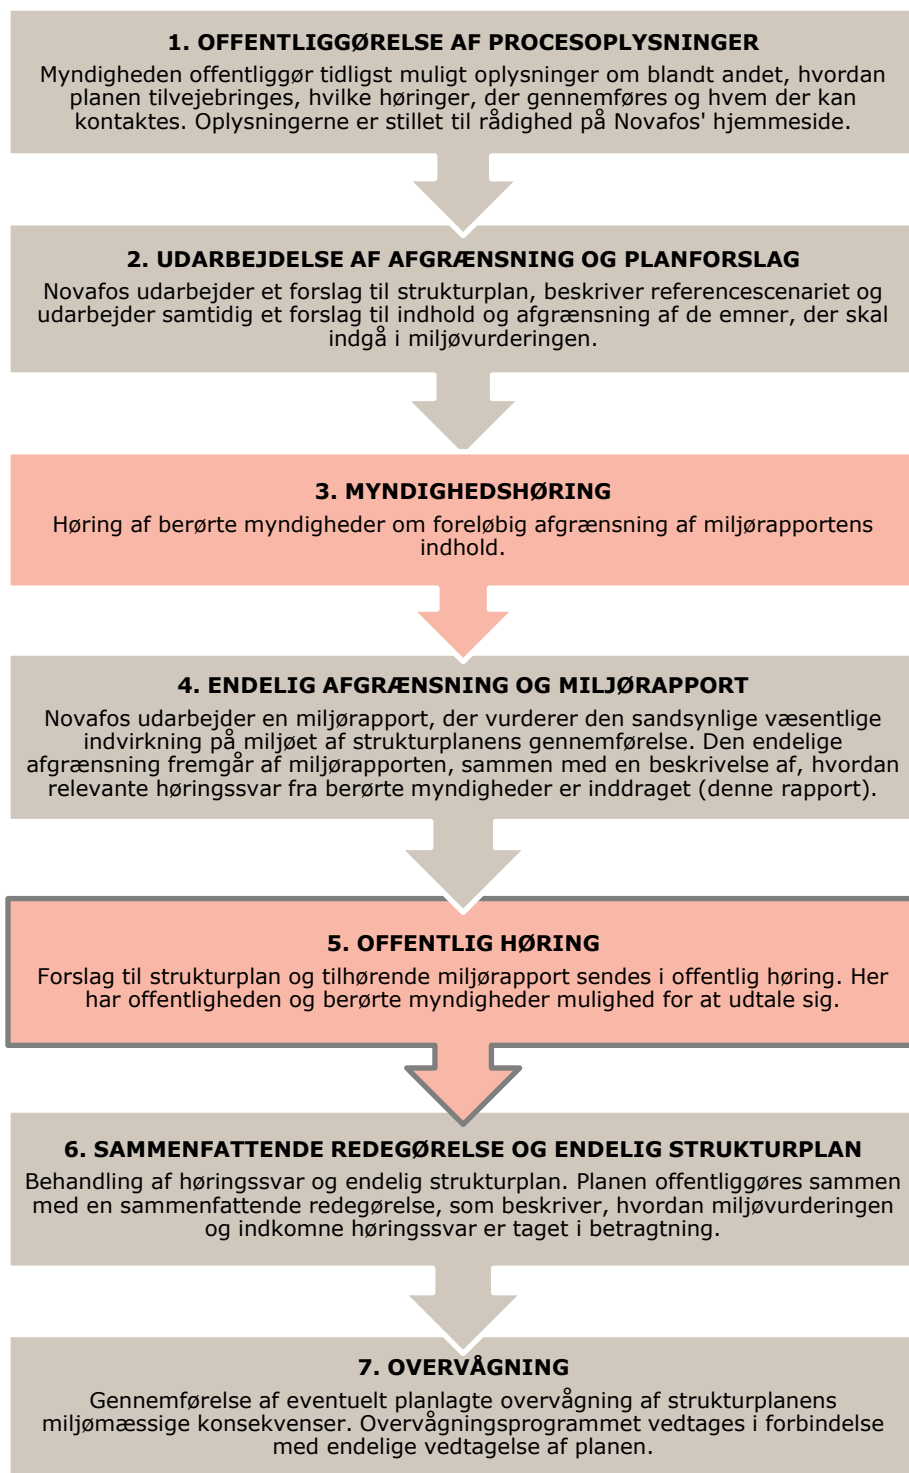 1. OFFENTLIGGØRELSE AF PROCESOPLYSNINGER
Myndigheden offentliggør tidligst muligt oplysninger om blandt andet, hvordan
planen tilvejebringes, hvilke høringer, der gennemføres og hvem der kan
kontaktes. Oplysningerne er stillet til rådighed på Novafos' hjemmeside.
2. UDARBEJDELSE AF AFGRÆNSNING OG PLANFORSLAG
Novafos udarbejder et forslag til strukturplan, beskriver referencescenariet og
udarbejder samtidig et forslag til indhold og afgrænsning af de emner, der skal
indgå i miljøvurderingen.
3. MYNDIGHEDSHØRING
Høring af berørte myndigheder om foreløbig afgrænsning af miljørapportens
indhold.
4. ENDELIG AFGRÆNSNING OG MILJØRAPPORT
Novafos udarbejder en miljørapport, der vurderer den sandsynlige væsentlige
indvirkning på miljøet af strukturplanens gennemførelse. Den endelige
afgrænsning fremgår af miljørapporten, sammen med en beskrivelse af, hvordan
relevante høringssvar fra berørte myndigheder er inddraget (denne rapport).
5. OFFENTLIG HØRING
Forslag til strukturplan og tilhørende miljørapport sendes i offentlig høring. Her
har offentligheden og berørte myndigheder mulighed for at udtale sig.
6. SAMMENFATTENDE REDEGØRELSE OG ENDELIG STRUKTURPLAN
Behandling af høringssvar og endelig strukturplan. Planen offentliggøres sammen
med en sammenfattende redegørelse, som beskriver, hvordan miljøvurderingen
og indkomne høringssvar er taget i betragtning.
7. OVERVÅGNING
Gennemførelse af eventuelt planlagte overvågning af strukturplanens
miljømæssige konsekvenser. Overvågningsprogrammet vedtages i forbindelse
med endelige vedtagelse af planen.